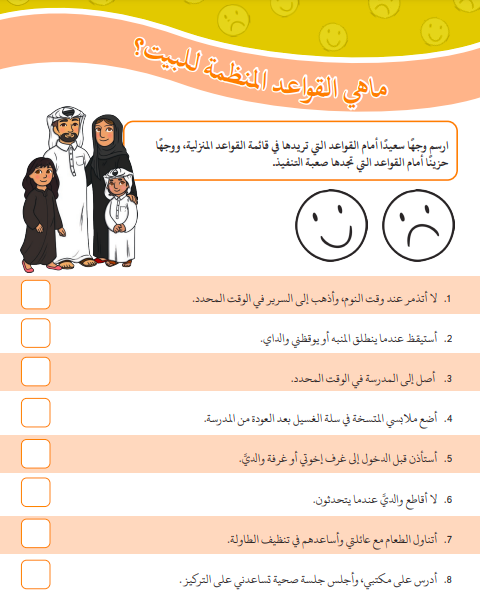 ماهي القواعد المنظمة للبيت؟
ارسم وجهًا سعيدًا أمام القواعد التي تريدها في قائمة القواعد المنزلية، ووجهًا
حزينًا أمام القواعد التي تجدها صعبة التنفيذ.
1. لا أتذمر عند وقت النوم، وأذهب إلى السرير في الوقت المحدد.
2. أستيقظ عندما ينطلق المنبه أو يوقظني والداي.
3. أصل إلى المدرسة في الوقت المحدد.
4. أضع ملابسي المتسخة في سلة الغسيل بعد العودة من المدرسة.
5. أستأذن قبل الدخول إلى غرف إخوتي أو غرفة والديَّ.
6. لا أقاطع والديَّ عندما يتحدثون.
7. أتناول الطعام مع عائلتي وأساعدهم في تنظيف الطاولة.
8. أدرس على مكتبي، وأجلس جلسة صحية تساعدني على التركيز.